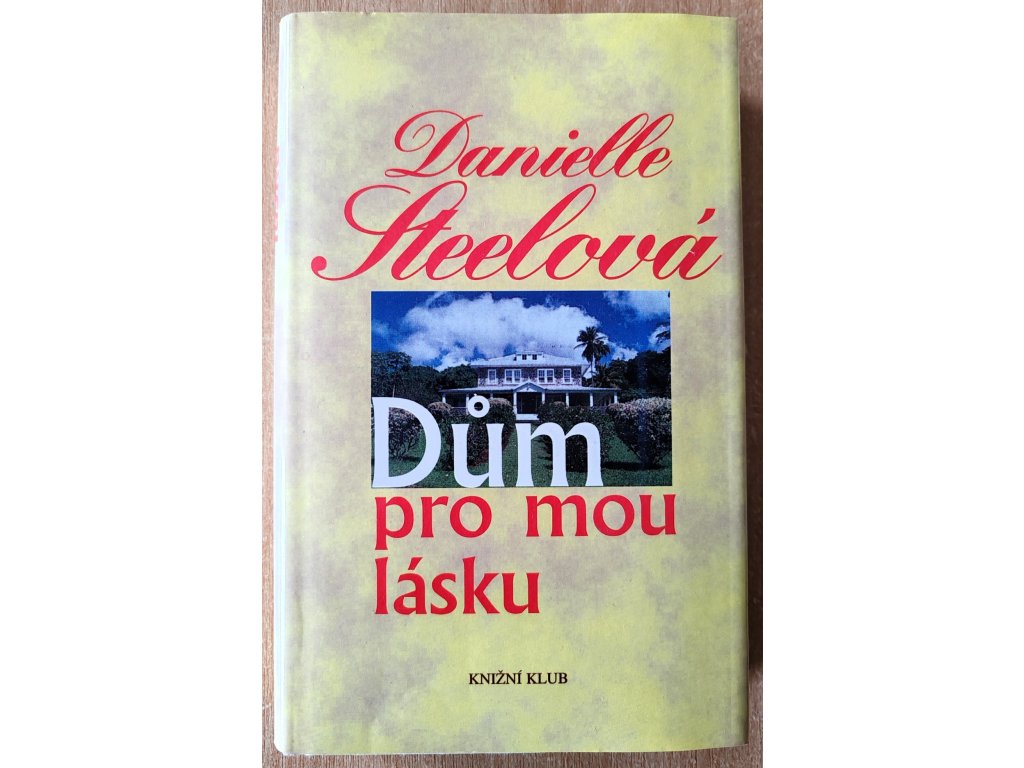 Danielle
Steelová
Dům
pro mou
lásku
KNIŽNÍ KLUB